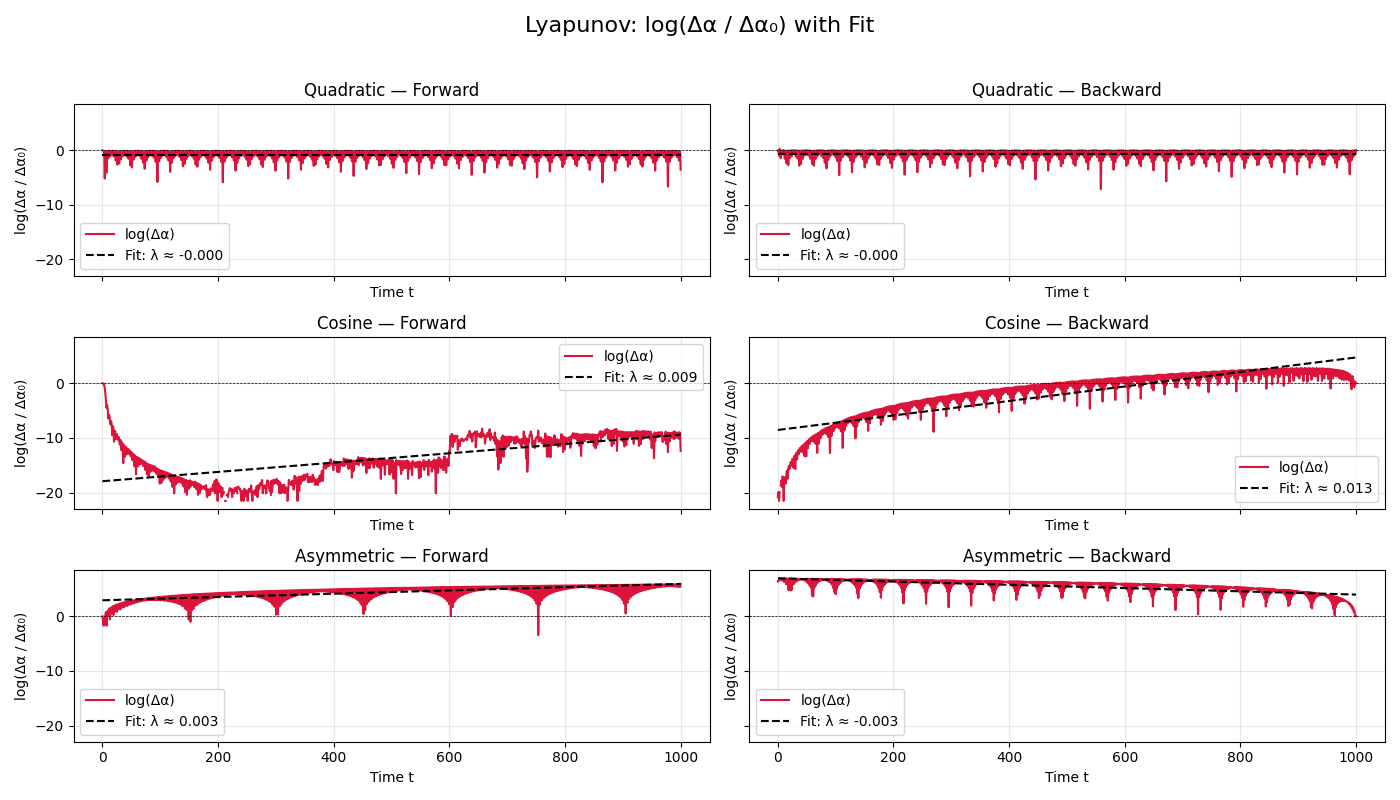 Lyapunov: log(Δα / Δα₀) with Fit
Quadratic — Forward
log(Δα / Δα₀)
0
−10
−20
log(Δα)
Fit: λ ≈ -0.000
Time t
Quadratic — Backward
log(Δα / Δα₀)
log(Δα)
Fit: λ ≈ -0.000
Time t
Cosine — Forward
log(Δα / Δα₀)
0
−10
−20
log(Δα)
Fit: λ ≈ 0.009
Time t
Cosine — Backward
log(Δα / Δα₀)
log(Δα)
Fit: λ ≈ 0.013
Time t
Asymmetric — Forward
log(Δα / Δα₀)
0
−10
−20
log(Δα)
Fit: λ ≈ 0.003
0 200 400 600 800 1000
Time t
Asymmetric — Backward
log(Δα / Δα₀)
log(Δα)
Fit: λ ≈ -0.003
0 200 400 600 800 1000
Time t